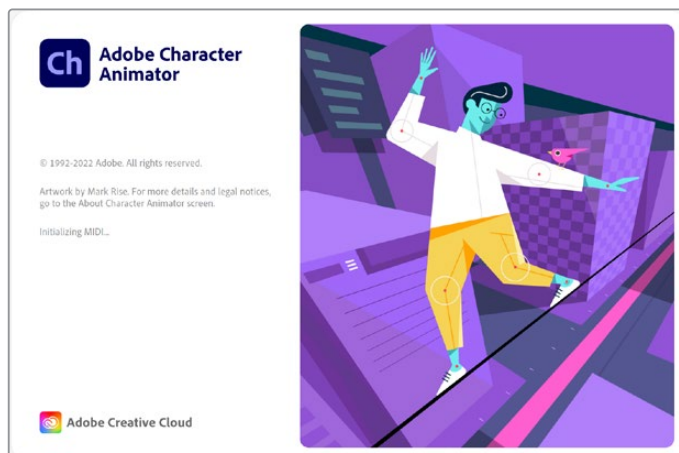 Ch
Adobe Character
Animator
© 1992-2022 Adobe. All rights reserved.
Artwork by Mark Rise. For more details and legal notices,
go to the About Character Animator screen.
Initializing MIDI...
Adobe Creative Cloud